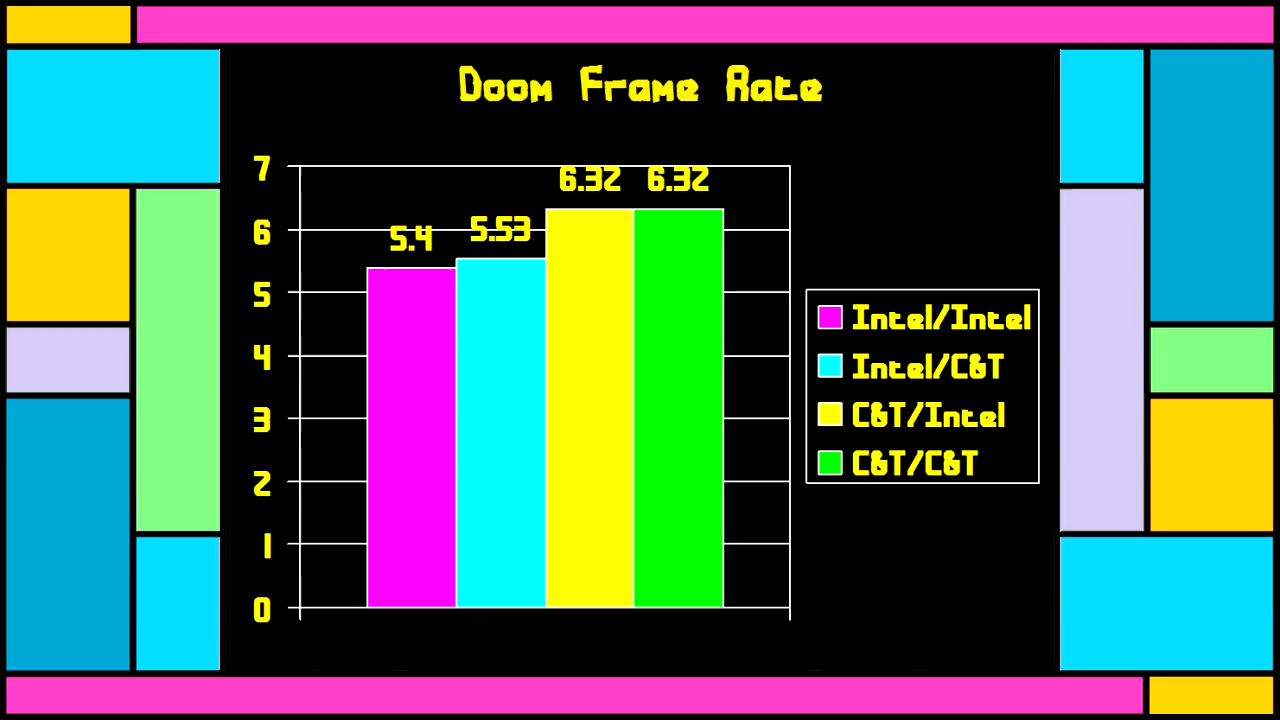 Doom Frame Rate
7
6
5
4
3
2
1
0
5.4
5.53
6.32
6.32
Intel/Intel
Intel/C&T
C&T/Intel
C&T/C&T